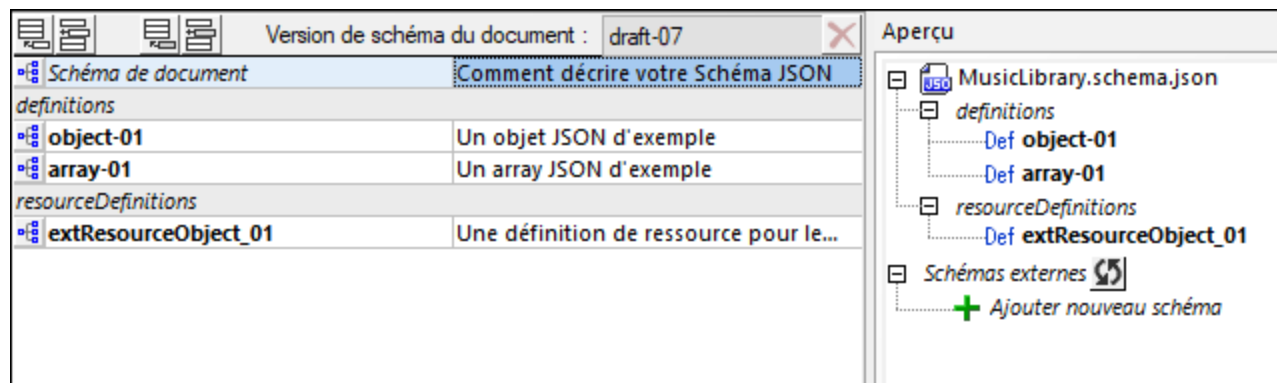 Version de schéma du document : draft-07
Schéma de document Comment décrire votre Schéma JSON
definitions
object-01 Un objet JSON d'exemple
array-01 Un array JSON d'exemple
resourceDefinitions
extResourceObject_01 Une définition de ressource pour le...
Aperçu
JSO MusicLibrary.schema.json
definitions
Def object-01
Def array-01
resourceDefinitions
Def extResourceObject_01
Schémas externes
Ajouter nouveau schéma